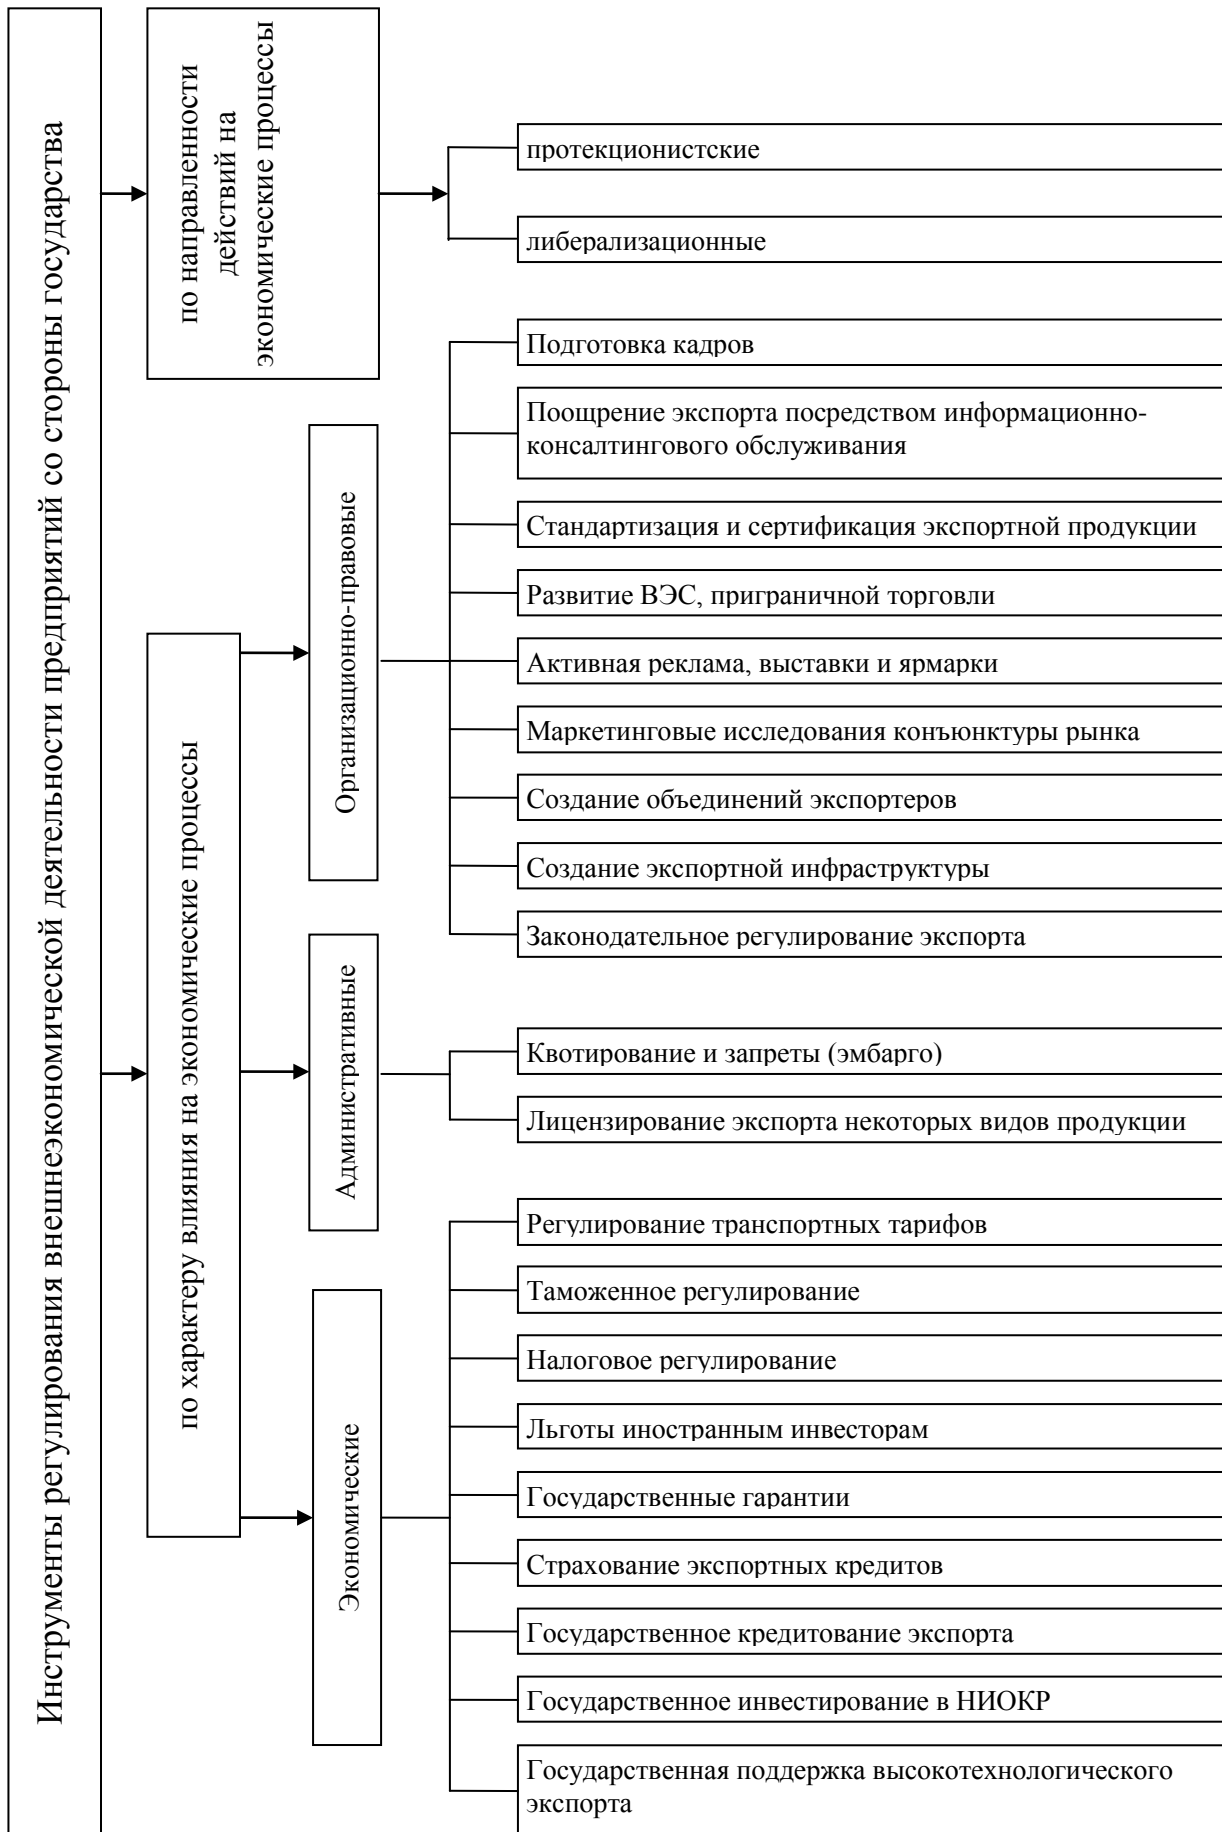 Инструменты регулирования внешнеэкономической деятельности предприятий со стороны государства
по направленности
действий на
экономические процессы
протекционистские
либерализационные
по характеру влияния на экономические процессы
Организационно-правовые
Подготовка кадров
Поощрение экспорта посредством информационно-
консалтингового обслуживания
Стандартизация и сертификация экспортной продукции
Развитие ВЭС, приграничной торговли
Активная реклама, выставки и ярмарки
Маркетинговые исследования конъюнктуры рынка
Создание объединений экспортеров
Создание экспортной инфраструктуры
Законодательное регулирование экспорта
Административные
Квотирование и запреты (эмбарго)
Лицензирование экспорта некоторых видов продукции
Экономические
Регулирование транспортных тарифов
Таможенное регулирование
Налоговое регулирование
Льготы иностранным инвесторам
Государственные гарантии
Страхование экспортных кредитов
Государственное кредитование экспорта
Государственное инвестирование в НИОКР
Государственная поддержка высокотехнологического
экспорта